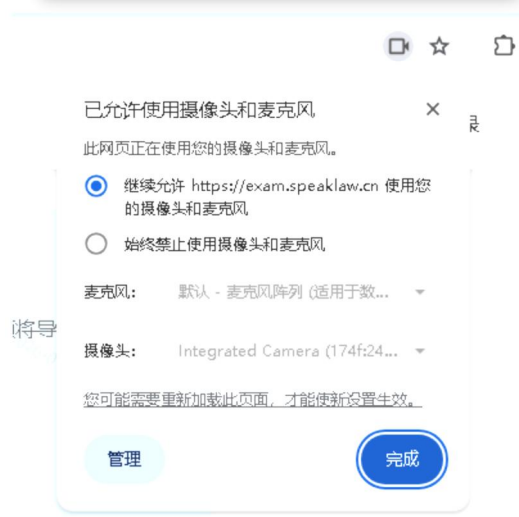 已允许使用摄像头和麦克风
录
此网页正在使用您的摄像头和麦克风。
继续允许 https://exam.speaklaw.cn 使用您
的摄像头和麦克风
始终禁止使用摄像头和麦克风
麦克风: 默认 - 麦克风阵列 (适用于数...
将导
摄像头: Integrated Camera (174f:24...
您可能需要重新加载此页面，才能使新设置生效。
管理 完成